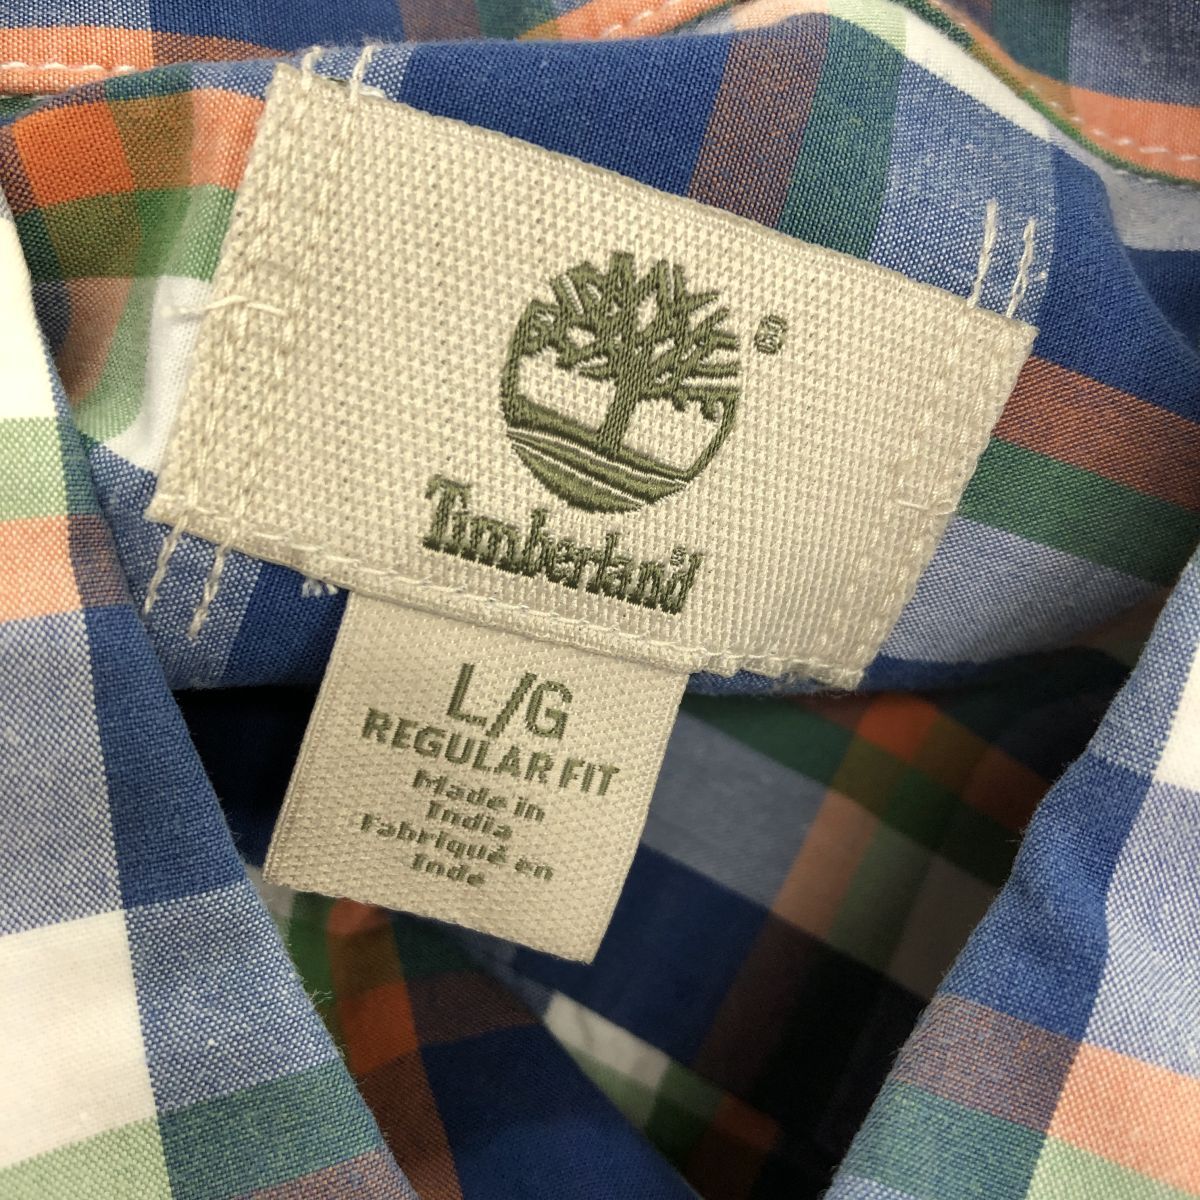 ®
Timberland®
L/G
REGULAR FIT
Made in
India
Fabriqué en
Inde